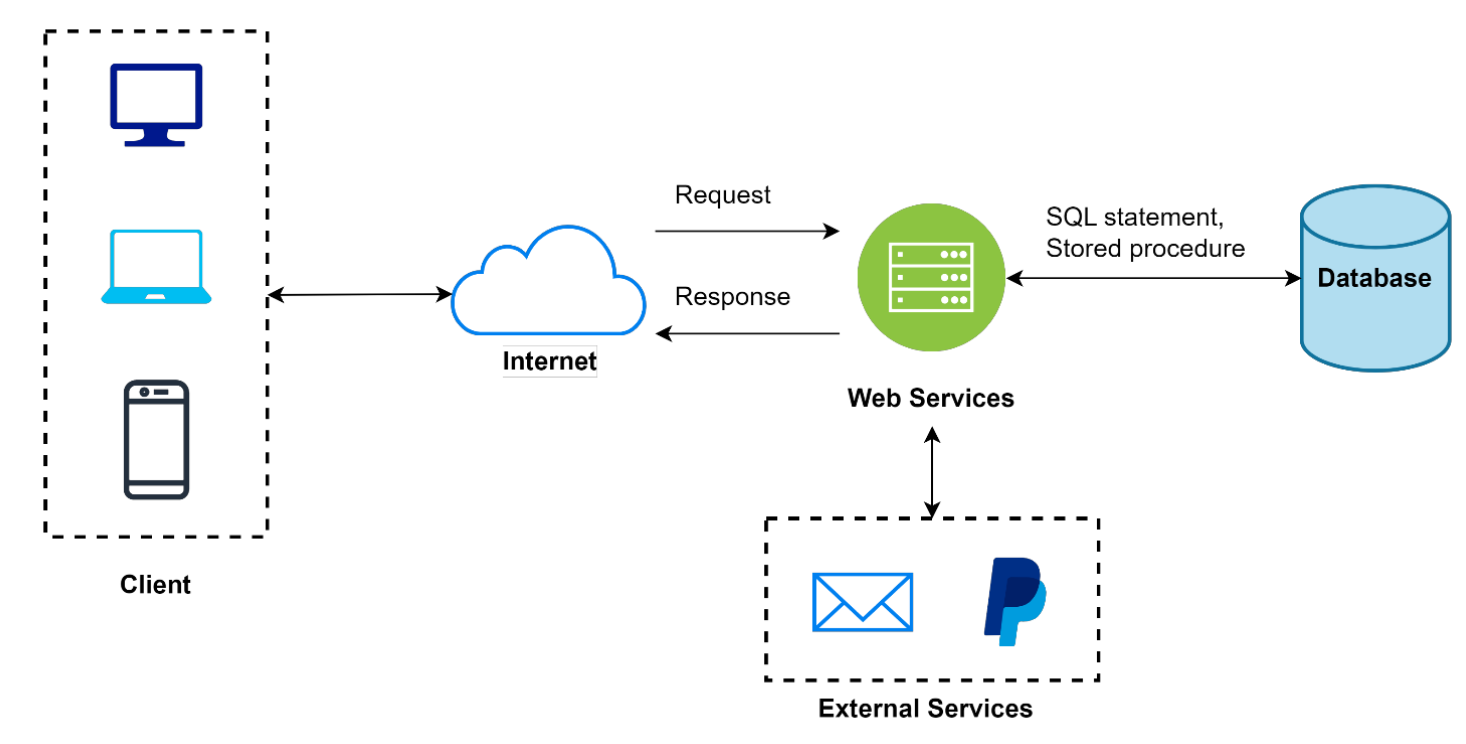 Request
SQL statement,
Stored procedure
Database
Response
Internet
Web Services
Client
External Services